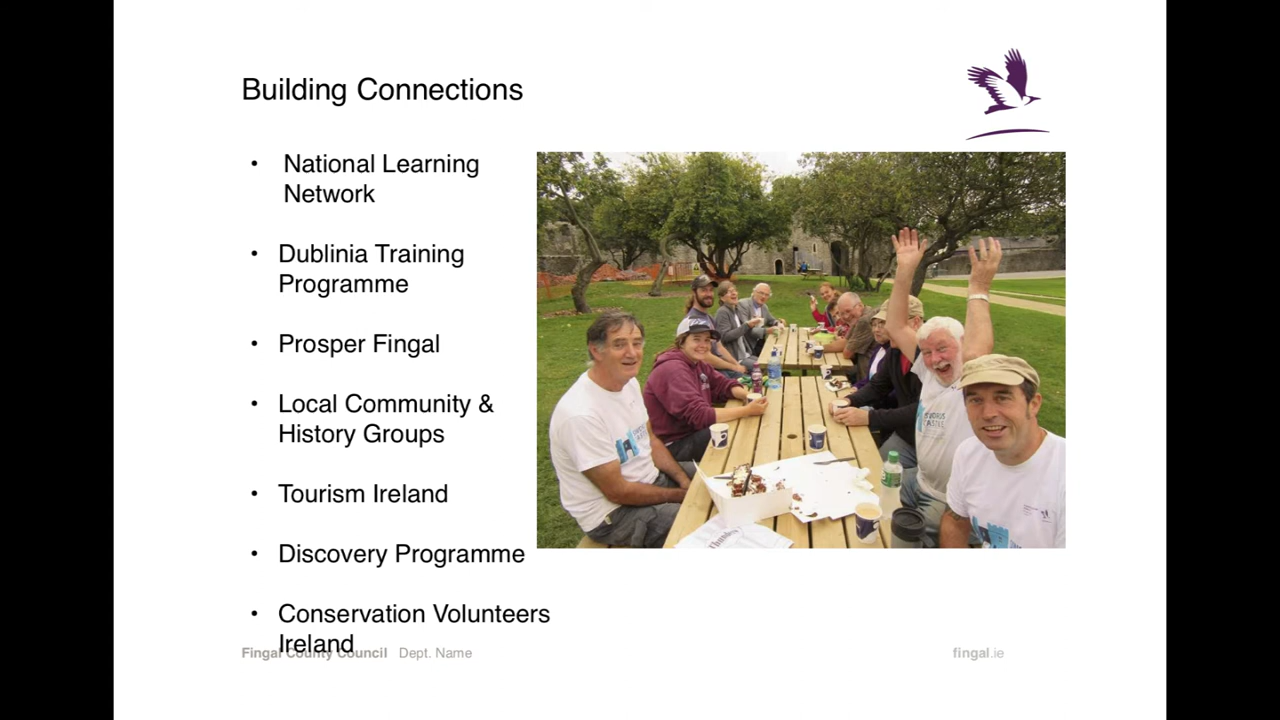 Building Connections
• National Learning
Network
• Dublinia Training
Programme
• Prosper Fingal
• Local Community &
History Groups
• Tourism Ireland
• Discovery Programme
• Conservation Volunteers
Ireland
Fingal County Council Dept. Name
fingal.ie